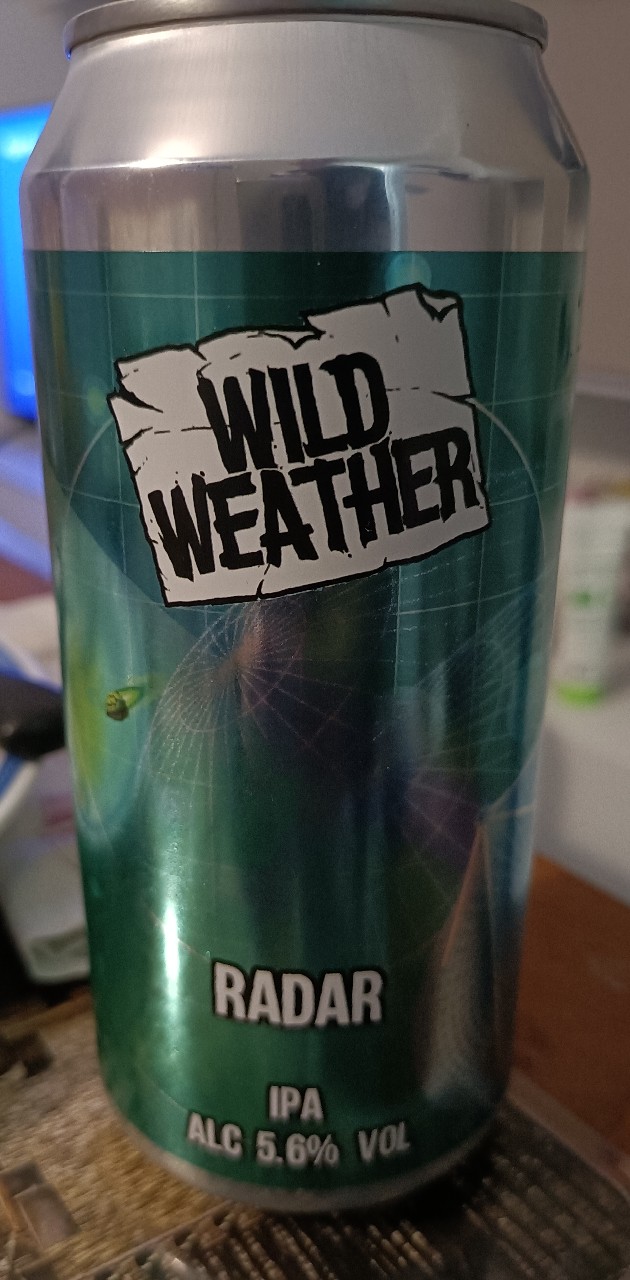 WILD
WEATHER
RADAR
IPA
ALC 5.6% VOL